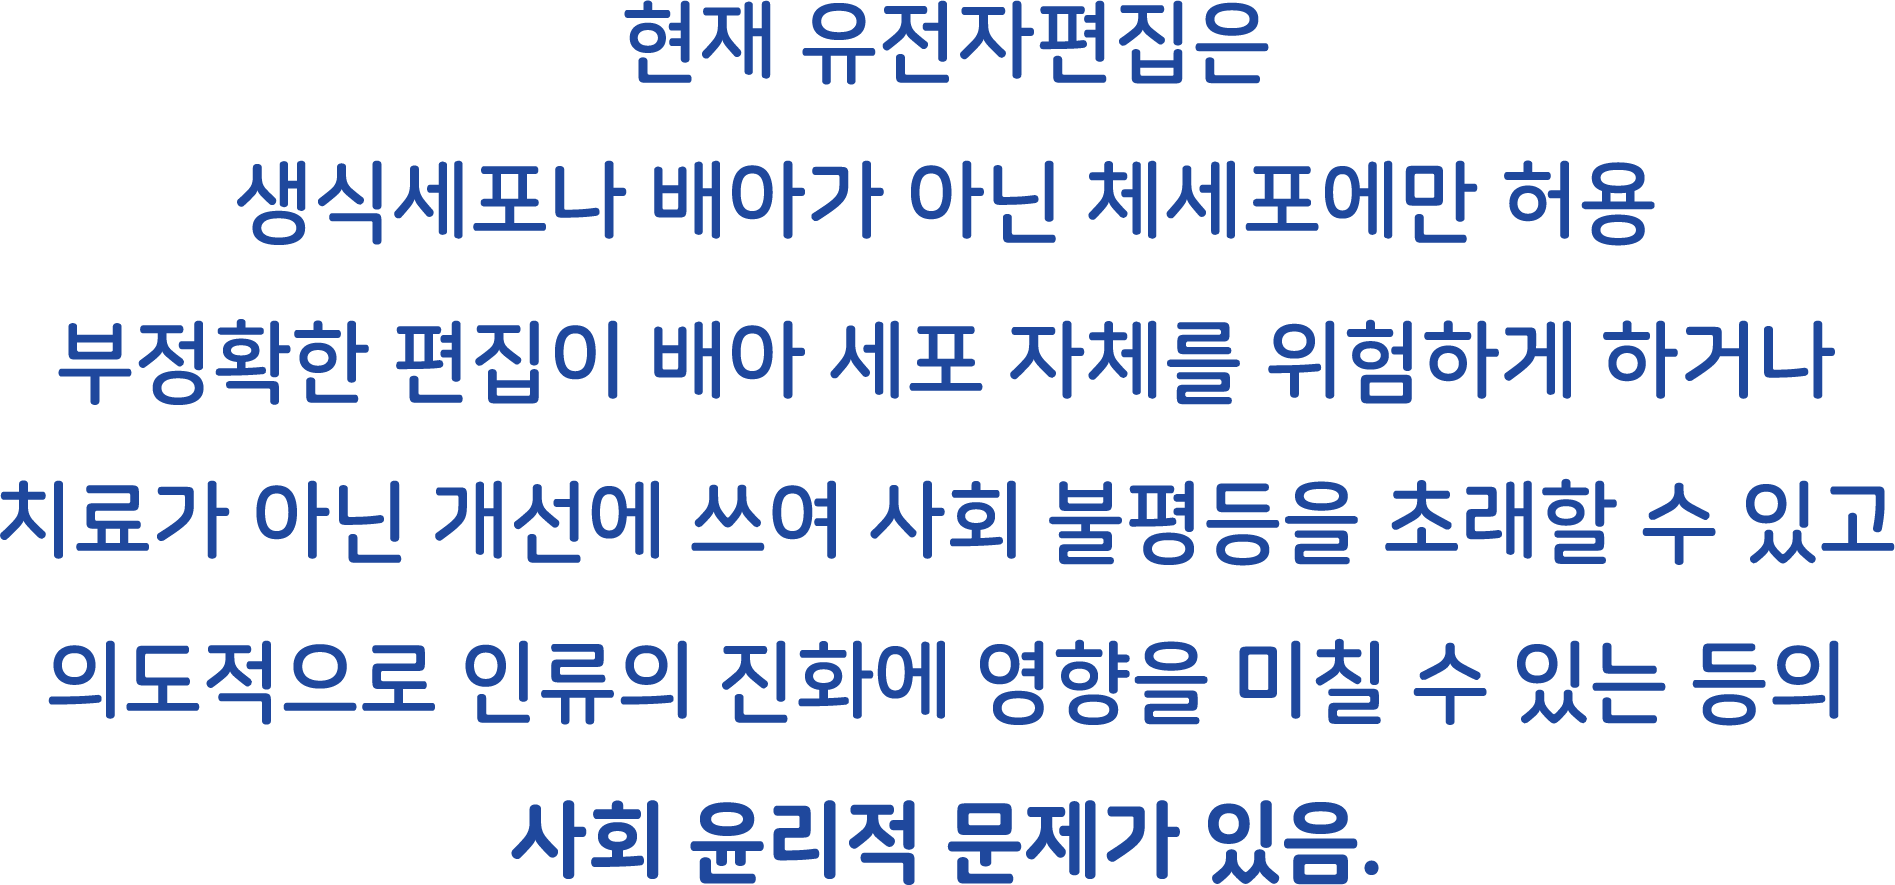 현재 유전자편집은
생식세포나 배아가 아닌 체세포에만 허용
부정확한 편집이 배아 세포 자체를 위험하게 하거나
치료가 아닌 개선에 쓰여 사회 불평등을 초래할 수 있고
의도적으로 인류의 진화에 영향을 미칠 수 있는 등의
사회 윤리적 문제가 있음.